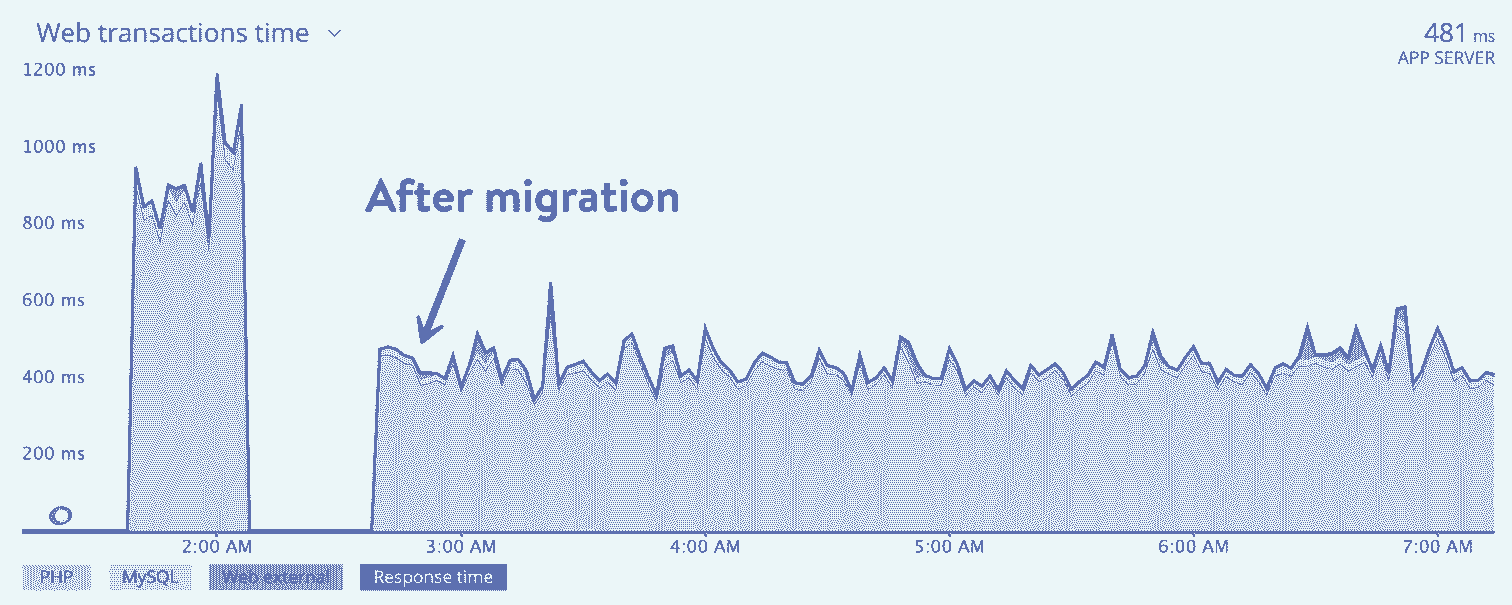 Web transactions time
481 ms
APP SERVER
1200 ms
1000 ms
After migration
800 ms
600 ms
400 ms
200 ms
2:00 AM 3:00 AM 4:00 AM 5:00 AM 6:00 AM 7:00 AM
PHP MySQL Web external Response time